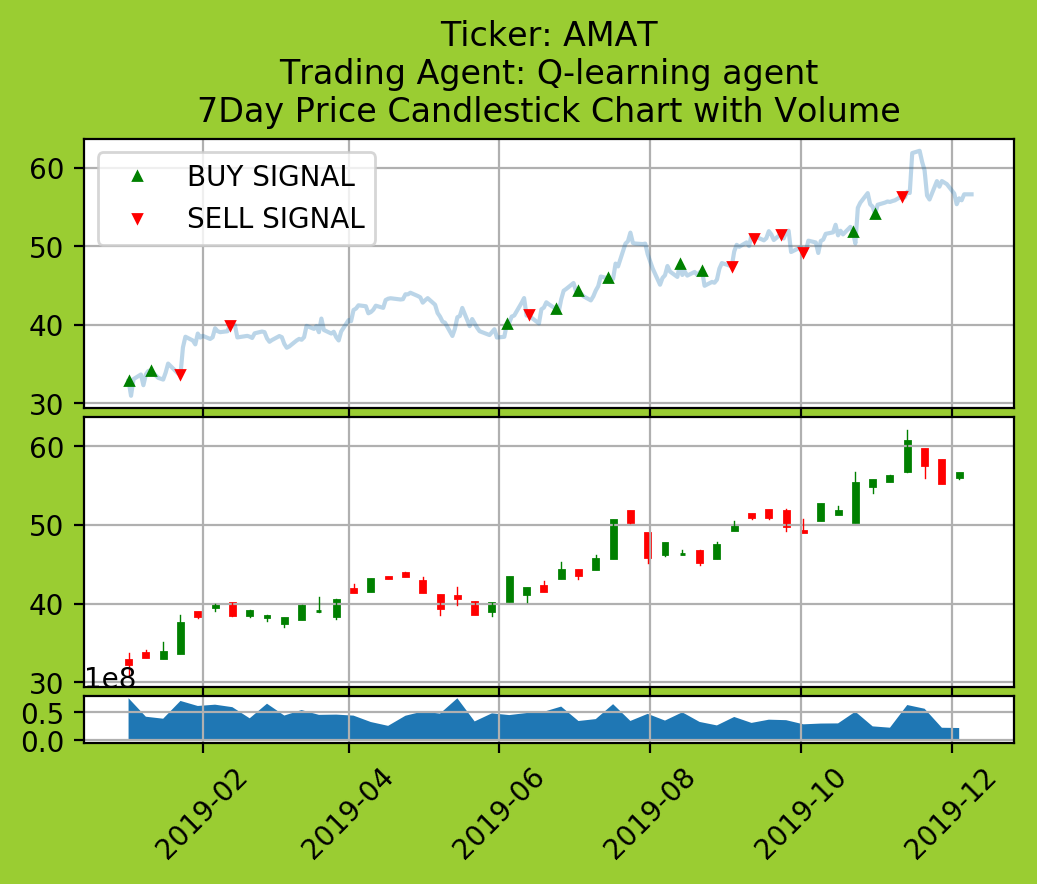 Ticker: AMAT
Trading Agent: Q-learning agent
7Day Price Candlestick Chart with Volume
BUY SIGNAL
SELL SIGNAL
60
50
40
30
60
50
40
30
1e8
0.5
0.0
2019-02
2019-04
2019-06
2019-08
2019-10
2019-12